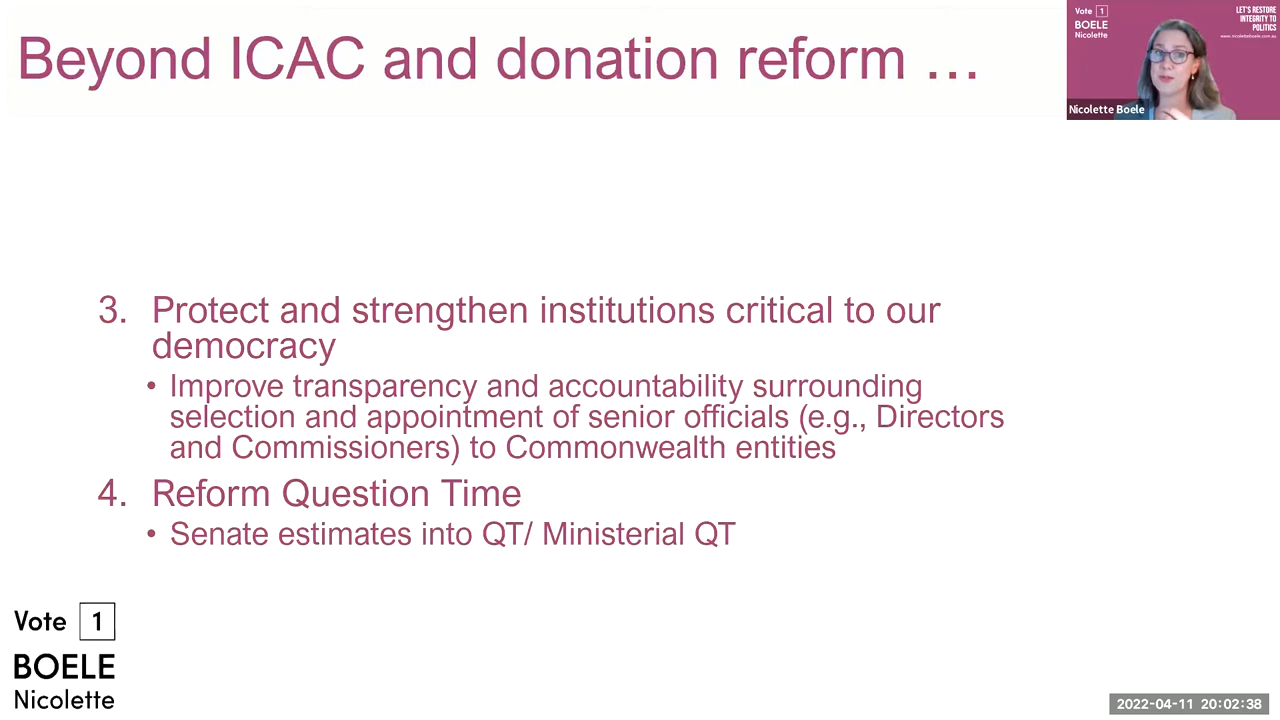 Beyond ICAC and donation reform …
Vote 1
BOELE
Nicolette
LET'S RESTORE
INTEGRITY TO
POLITICS
www.nicoletteboele.com.au
Nicolette Boele
3. Protect and strengthen institutions critical to our
democracy
• Improve transparency and accountability surrounding
selection and appointment of senior officials (e.g., Directors
and Commissioners) to Commonwealth entities
4. Reform Question Time
• Senate estimates into QT/ Ministerial QT
Vote 1
BOELE
Nicolette
2022-04-11 20:02:38